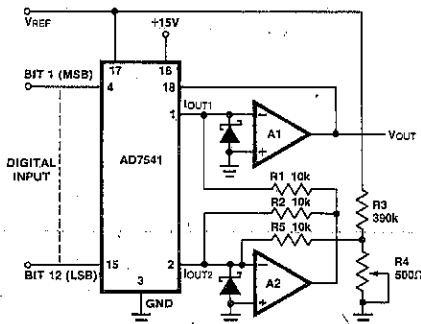 VREF
+15V
17
16
BIT 1 (MSB)
4
18
1
IOUT1
−
+
A1
VOUT
DIGITAL
INPUT
AD7541
R1 10k
R2 10k
R5 10k
R3
390k
BIT 12 (LSB)
15
2
IOUT2
−
+
A2
R4
500Ω
3
GND